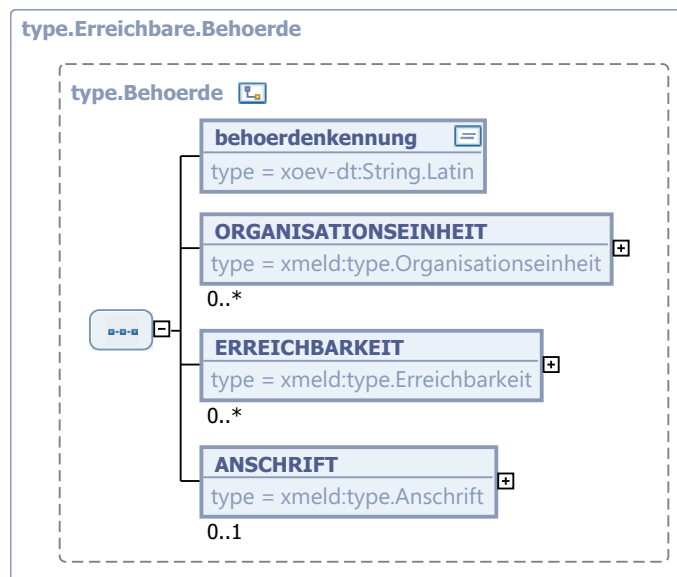 type.Erreichbare.Behoerde
type.Behoerde
behoerdenkennung
type = xoev-dt:String.Latin
ORGANISATIONSEINHEIT
type = xmeld:type.Organisationseinheit
0..*
ERREICHBARKEIT
type = xmeld:type.Erreichbarkeit
0..*
ANSCHRIFT
type = xmeld:type.Anschrift
0..1